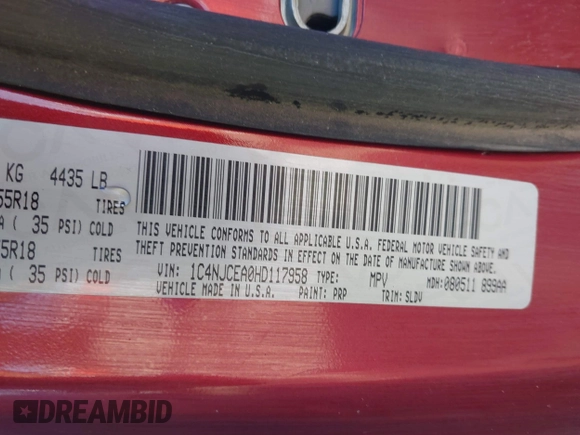 KG 4435 LB
55R18 TIRES
( 35 PSI) COLD
5R18 TIRES
( 35 PSI) COLD
THIS VEHICLE CONFORMS TO ALL APPLICABLE U.S.A. FEDERAL MOTOR VEHICLE SAFETY AND
THEFT PREVENTION STANDARDS IN EFFECT ON THE DATE OF MANUFACTURE SHOWN ABOVE.
VIN: 1C4NJCEA0HD117958 TYPE: MPV MDH: 080511 899AA
VEHICLE MADE IN U.S.A. PAINT: PRP TRIM: SLDV
DREAMBID